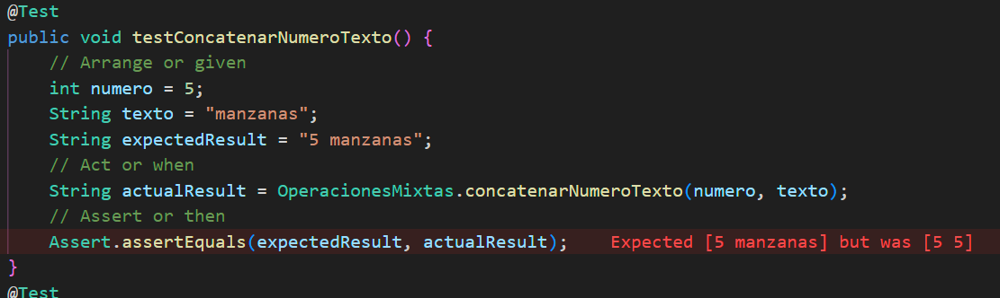 @Test
public void testConcatenarNumeroTexto() {
// Arrange or given
int numero = 5;
String texto = "manzanas";
String expectedResult = "5 manzanas";
// Act or when
String actualResult = OperacionesMixtas.concatenarNumeroTexto(numero, texto);
// Assert or then
Assert.assertEquals(expectedResult, actualResult); Expected [5 manzanas] but was [5 5]
}
@Test